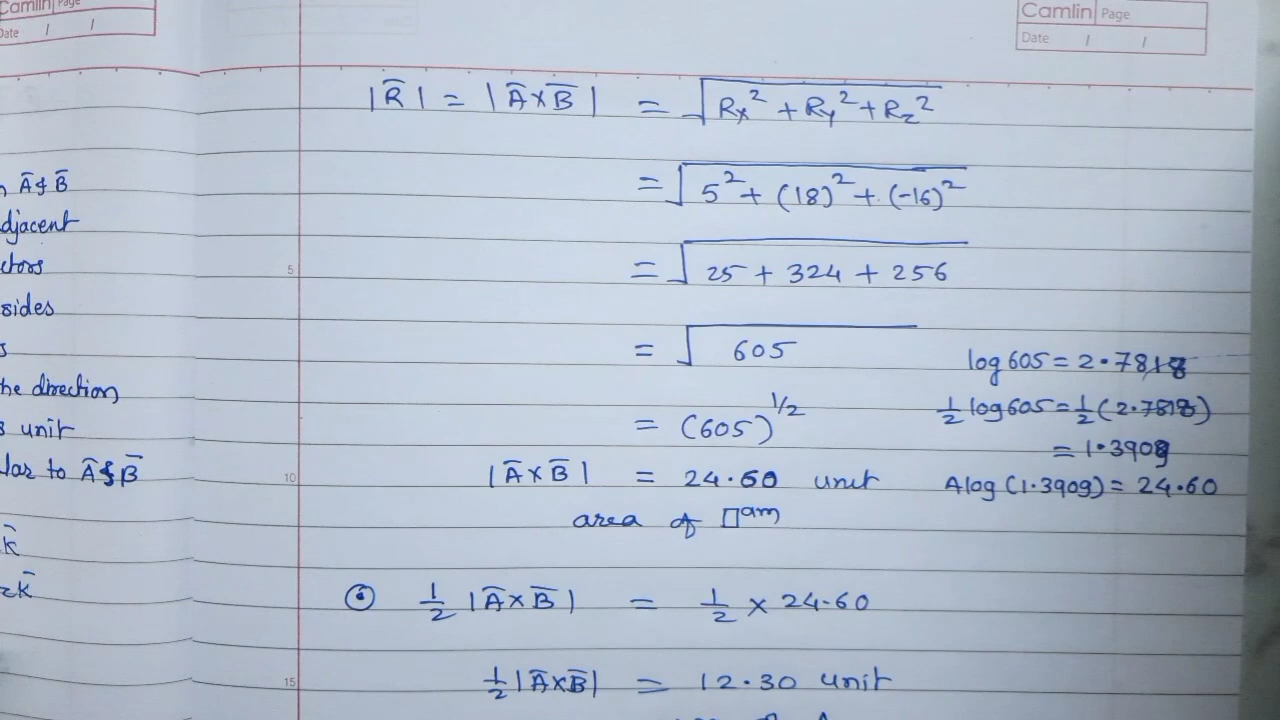 Camlin Page
Date / /
Camlin Page
Date / /
Ā & B̄
djacent
ctors
sides
s
he direction
s unit
lar to Ā & B̄
k̄
zk̄
|R̄| = |Ā×B̄| = √(Rx² + Ry² + Rz²)
= √(5² + (18)² + (-16)²)
5
= √(25 + 324 + 256)
= √605
log 605 = 2.7818
= (605)^1/2
½ log 605 = ½ (2.7818)
= 1.3909
10
|Ā×B̄| = 24.60 unit
Alog (1.3909) = 24.60
area of □am
½ |Ā×B̄| = ½ × 24.60
15
½ |Ā×B̄| = 12.30 unit